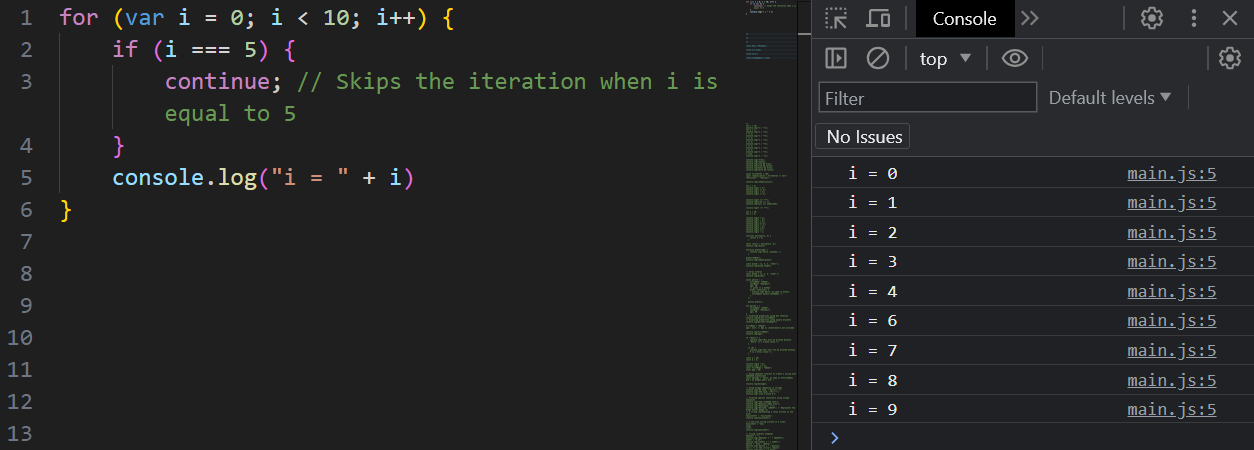 1 for (var i = 0; i < 10; i++) {
2 if (i === 5) {
3 continue; // Skips the iteration when i is
equal to 5
4 }
5 console.log("i = " + i)
6 }
7
8
9
10
11
12
13
Console
top
Filter
Default levels
No Issues
i = 0 main.js:5
i = 1 main.js:5
i = 2 main.js:5
i = 3 main.js:5
i = 4 main.js:5
i = 6 main.js:5
i = 7 main.js:5
i = 8 main.js:5
i = 9 main.js:5